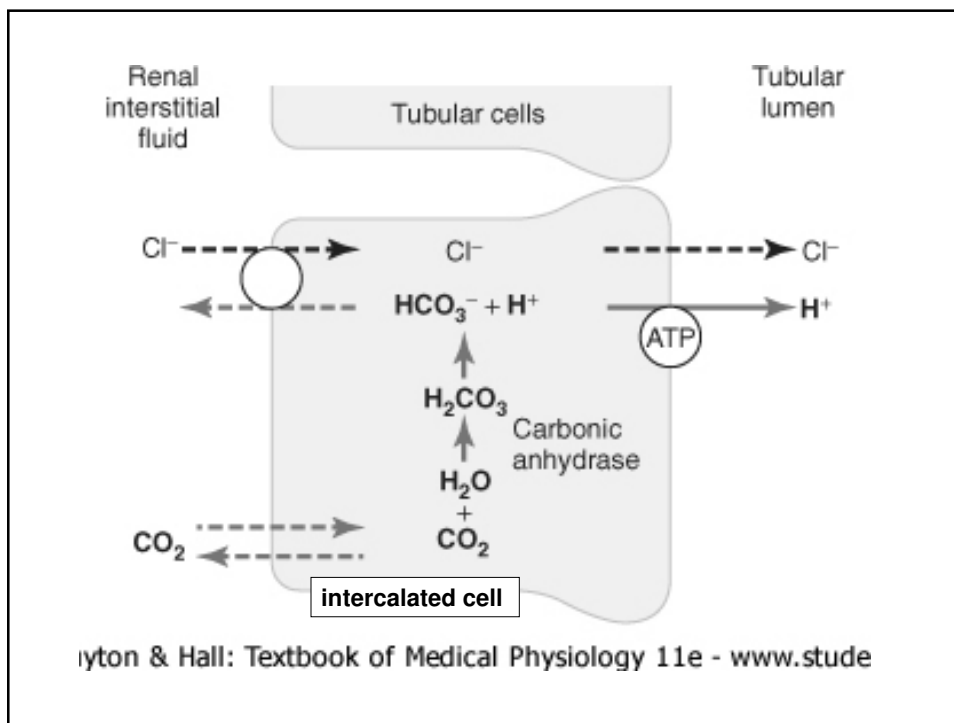 Renal
interstitial
fluid
Tubular cells
Tubular
lumen
Cl⁻
Cl⁻
Cl⁻
HCO₃⁻ + H⁺
ATP
H⁺
H₂CO₃
Carbonic
anhydrase
H₂O
+
CO₂
CO₂
intercalated cell
yton & Hall: Textbook of Medical Physiology 11e - www.stude